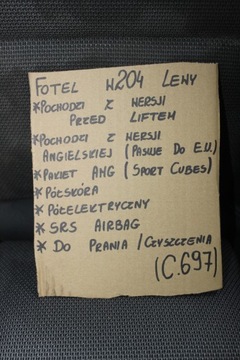 FOTEL W204 LEWY
*POCHODZI Z WERSJI
PRZED LIFTEM
*POCHODZI Z WERSJI
ANGIELSKIEJ (PASUJE DO E.U.)
*PAKIET ANG (SPORT CUBES)
*PÓŁSKÓRA
*PÓŁELEKTRYCZNY
*SRS AIRBAG
*DO PRANIA/CZYSZCZENIA
(C.697)